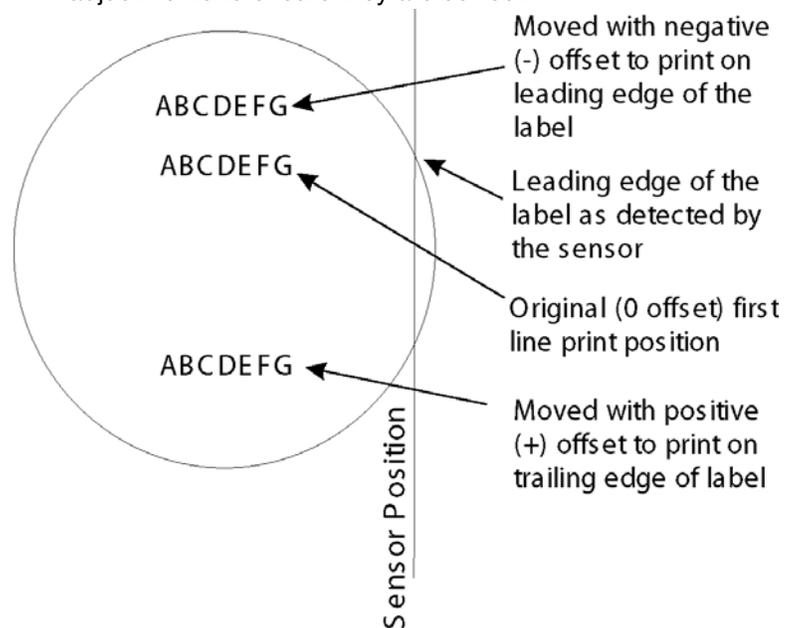 Moved with negative
(-) offset to print on
leading edge of the
label
ABCDEFG
ABCDEFG
Leading edge of the
label as detected by
the sensor
Original (0 offset) first
line print position
ABCDEFG
Moved with positive
(+) offset to print on
trailing edge of label
Sensor Position